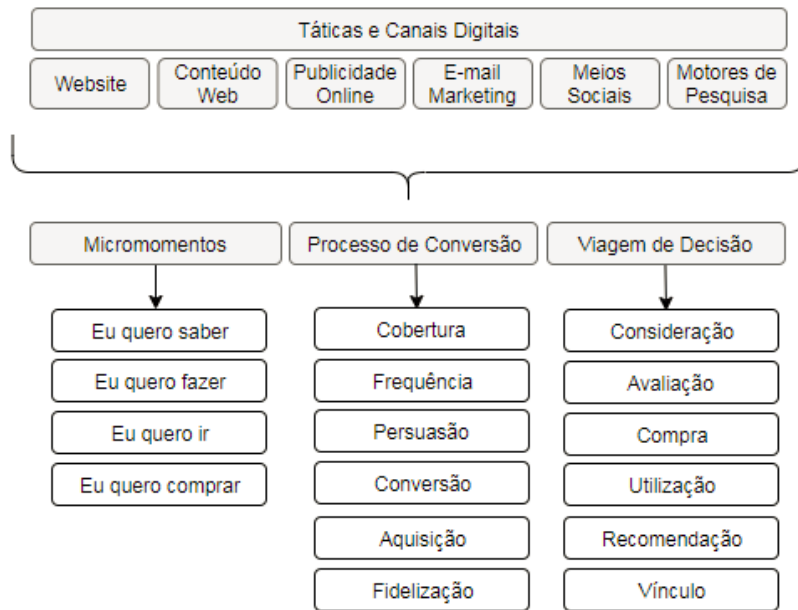 Táticas e Canais Digitais
Website
Conteúdo
Web
Publicidade
Online
E-mail
Marketing
Meios
Sociais
Motores de
Pesquisa
Micromomentos
Processo de Conversão
Viagem de Decisão
Eu quero saber
Eu quero fazer
Eu quero ir
Eu quero comprar
Cobertura
Frequência
Persuasão
Conversão
Aquisição
Fidelização
Consideração
Avaliação
Compra
Utilização
Recomendação
Vínculo